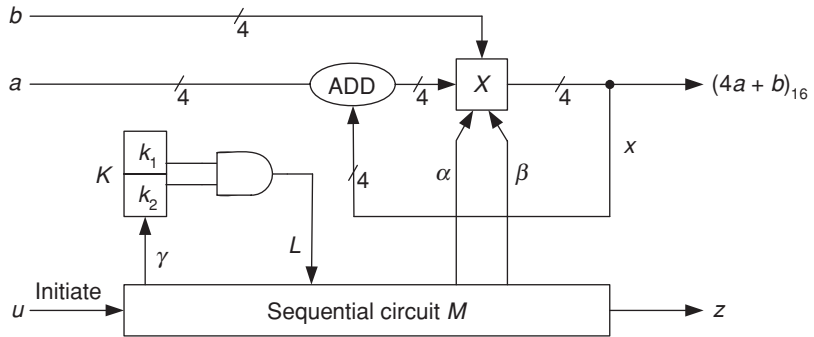 b
4
a
4
ADD
4
X
4
(4a + b)₁₆
K
k₁
k₂
4
α
β
x
γ
L
u
Initiate
Sequential circuit M
z